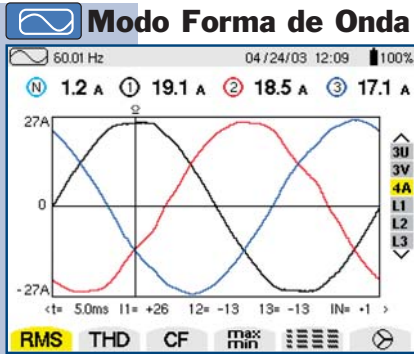 Modo Forma de Onda
60.01 Hz 04/24/03 12:09 100%
N 1.2 A 1 19.1 A 2 18.5 A 3 17.1 A
27A
0
-27A
3U
3V
4A
L1
L2
L3
<t= 5.0ms I1= +26 I2= -13 I3= -13 IN= +1 >
RMS THD CF max min